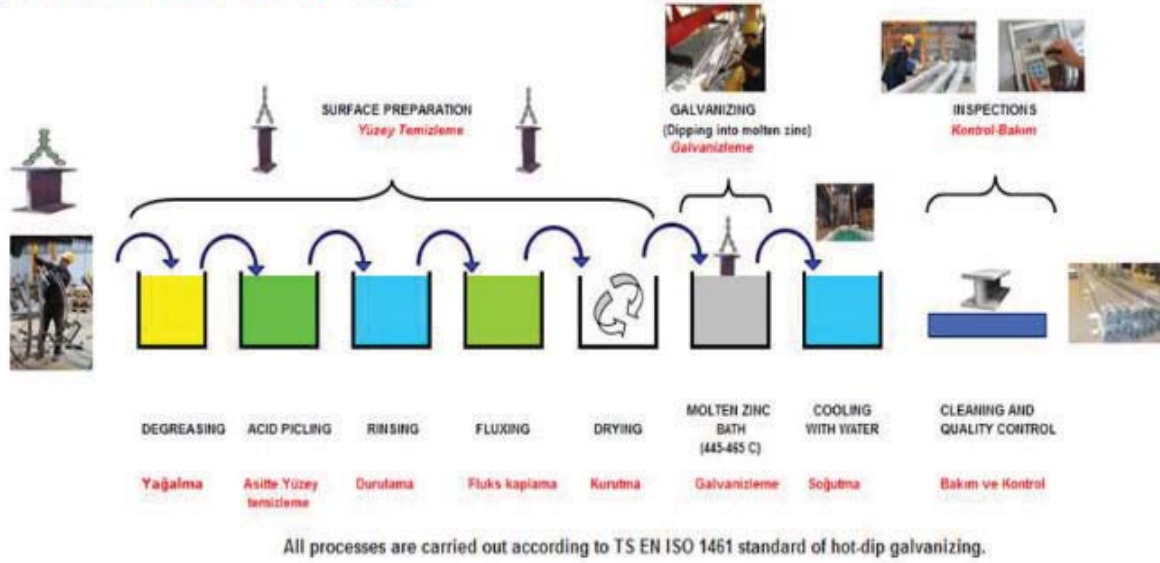 SURFACE PREPARATION
Yüzey Temizleme
GALVANIZING
(Dipping into molten zinc)
Galvanizleme
INSPECTIONS
Kontrol-Bakım
DEGREASING
ACID PICLING
RINSING
FLUXING
DRYING
MOLTEN ZINC
BATH
(445-465 C)
COOLING
WITH WATER
CLEANING AND
QUALITY CONTROL
Yağalma
Asitte Yüzey
temizleme
Durulama
Fluks kaplama
Kurutma
Galvanizleme
Soğutma
Bakım ve Kontrol
All processes are carried out according to TS EN ISO 1461 standard of hot-dip galvanizing.